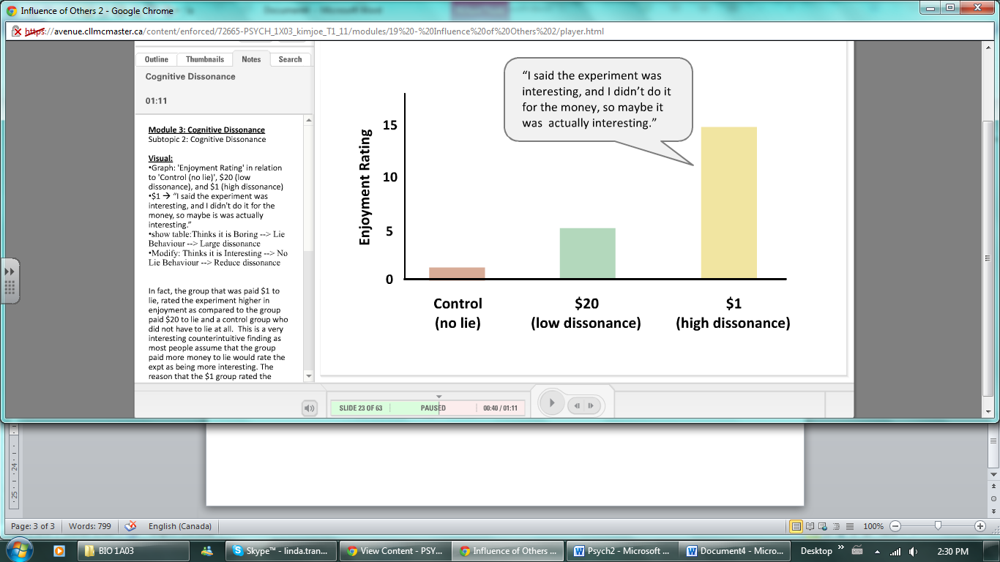 Influence of Others 2 - Google Chrome
https://avenue.cllmcmaster.ca/content/enforced/72665-PSYCH_1X03_kimjoe_T1_11/modules/19%20-%20Influence%20of%20Others%202/player.html
Outline Thumbnails Notes Search
Cognitive Dissonance
01:11
Module 3: Cognitive Dissonance
Subtopic 2: Cognitive Dissonance
Visual:
•Graph: 'Enjoyment Rating' in relation
to 'Control (no lie)', $20 (low
dissonance), and $1 (high dissonance)
•$1 → “I said the experiment was
interesting, and I didn't do it for the
money, so maybe is was actually
interesting.”
•show table:Thinks it is Boring --> Lie
Behaviour --> Large dissonance
•Modify: Thinks it is Interesting --> No
Lie Behaviour --> Reduce dissonance
In fact, the group that was paid $1 to
lie, rated the experiment higher in
enjoyment as compared to the group
paid $20 to lie and a control group who
did not have to lie at all.  This is a very
interesting counterintuitive finding as
most people assume that the group
paid more money to lie would rate the
expt as being more interesting. The
reason that the $1 group rated the
“I said the experiment was
interesting, and I didn’t do it
for the money, so maybe it
was  actually interesting.”
Enjoyment Rating
15
10
5
0
Control
(no lie)
$20
(low dissonance)
$1
(high dissonance)
SLIDE 23 OF 63 PAUSED 00:40 / 01:11
24
25
Page: 3 of 3 Words: 799 English (Canada) 100%
BIO 1A03 Skype™ - linda.tran... View Content - PSY... Influence of Others ... Psych2 - Microsoft ... Document4 - Micro... Desktop 2:30 PM